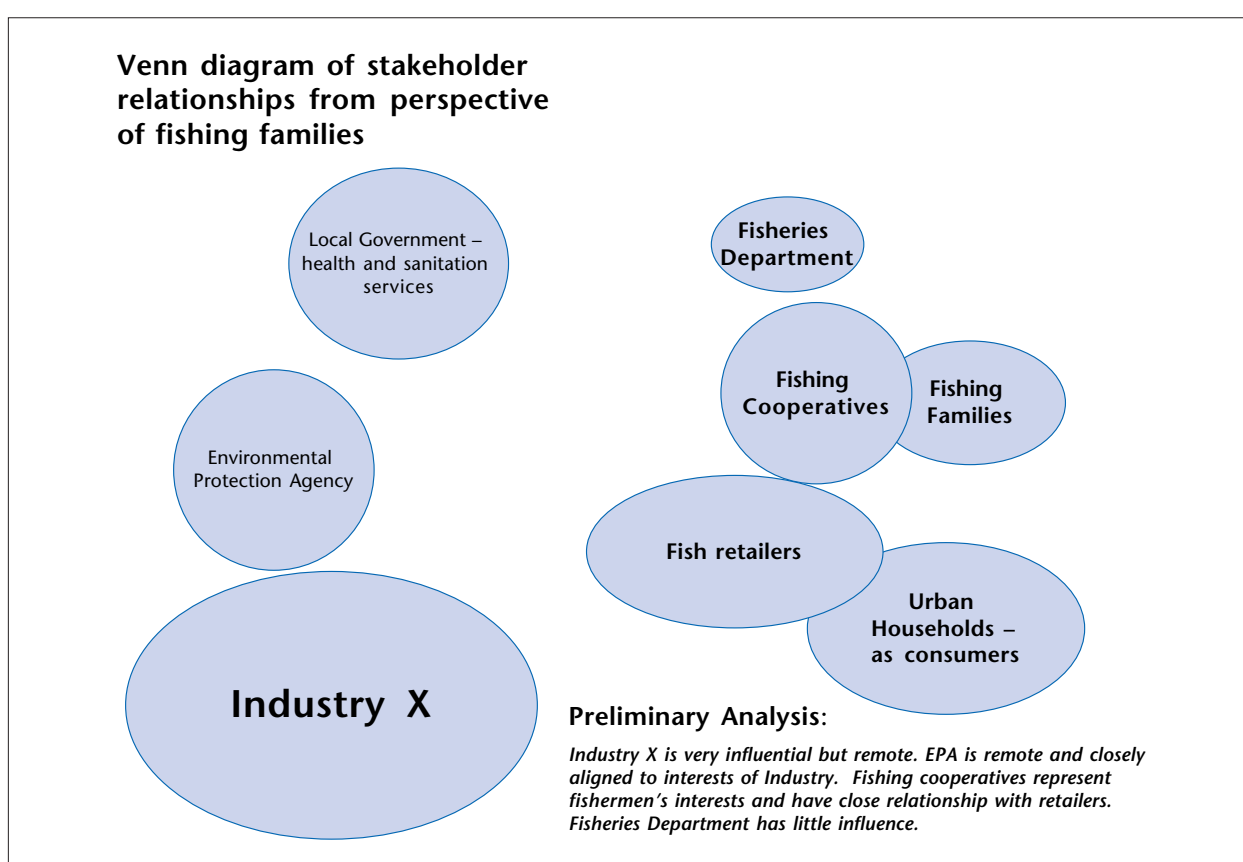 Venn diagram of stakeholder
relationships from perspective
of fishing families
Local Government –
health and sanitation
services
Fisheries
Department
Fishing
Cooperatives
Fishing
Families
Environmental
Protection Agency
Fish retailers
Urban
Households –
as consumers
Industry X
Preliminary Analysis:
Industry X is very influential but remote. EPA is remote and closely
aligned to interests of Industry. Fishing cooperatives represent
fishermen's interests and have close relationship with retailers.
Fisheries Department has little influence.